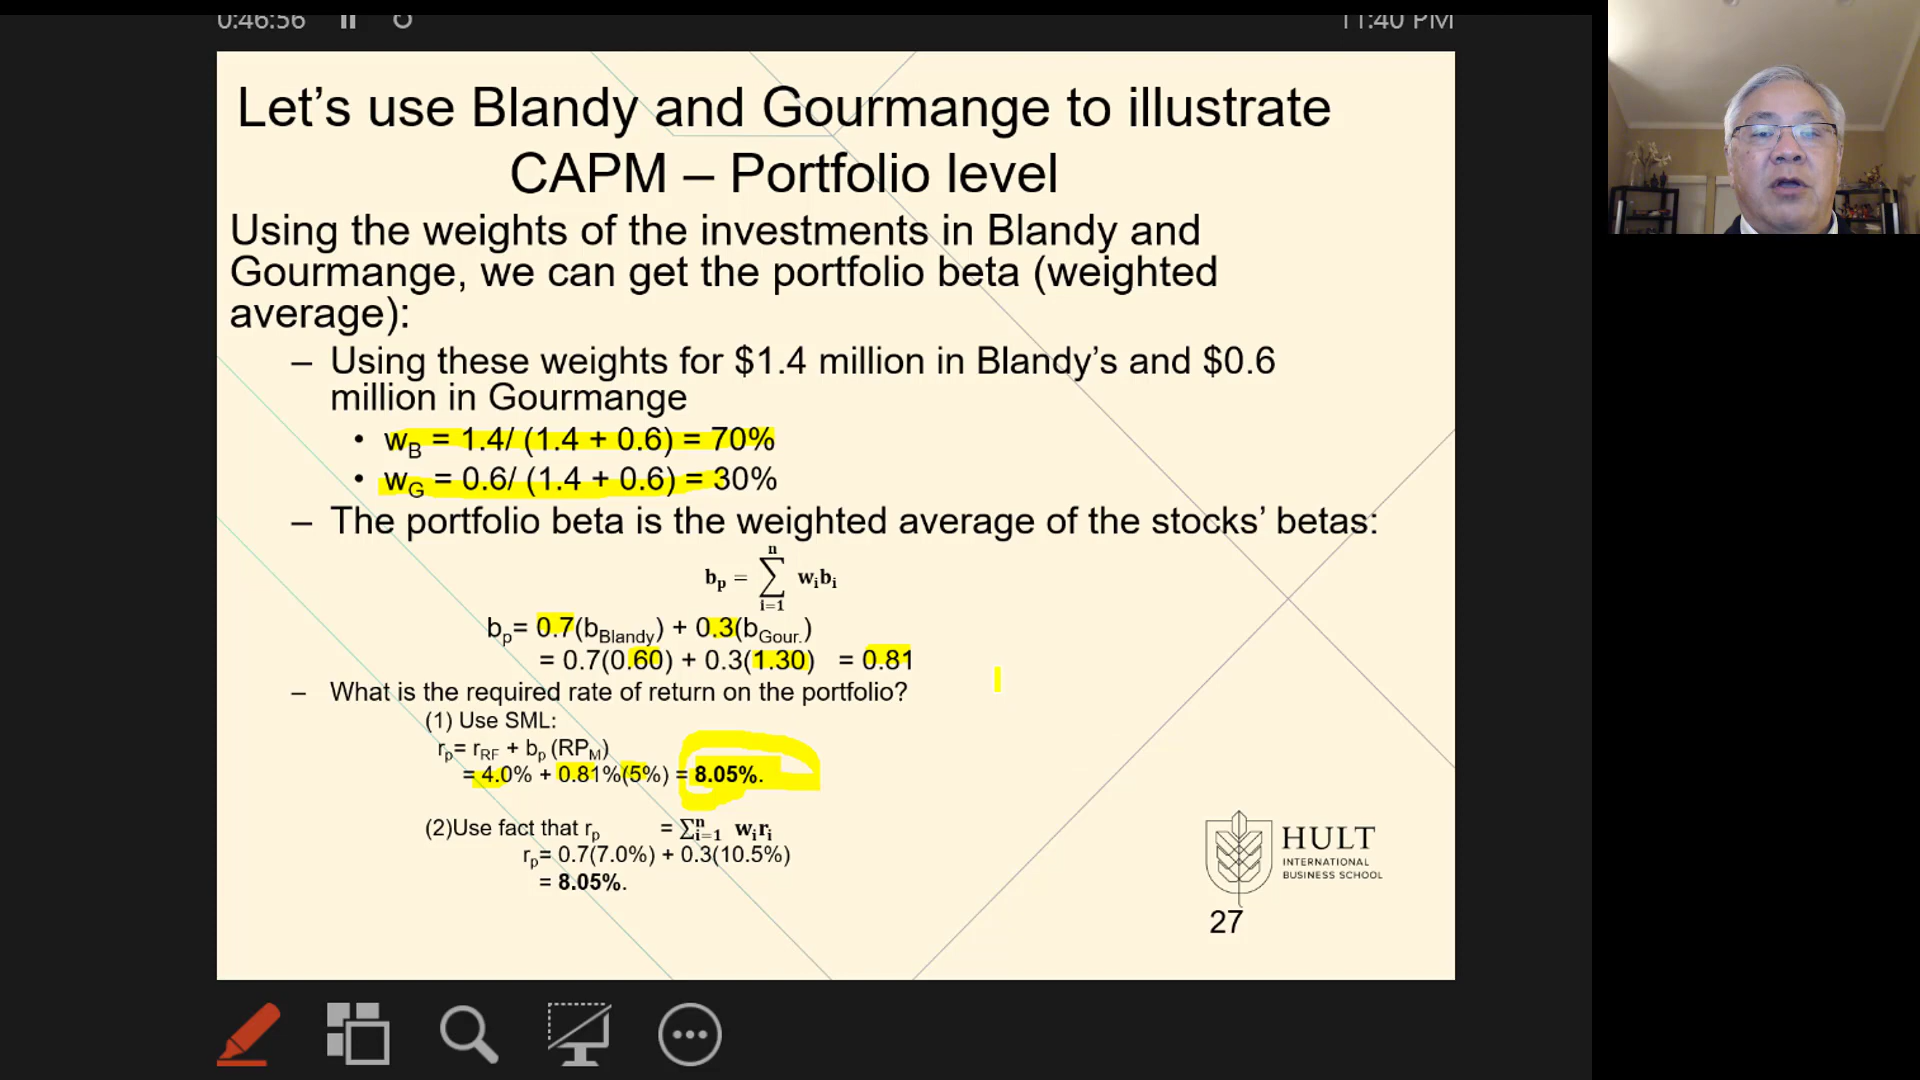 0:46:56 11:40 PM
Let's use Blandy and Gourmange to illustrate
CAPM – Portfolio level
Using the weights of the investments in Blandy and
Gourmange, we can get the portfolio beta (weighted
average):
– Using these weights for $1.4 million in Blandy's and $0.6
million in Gourmange
• wB = 1.4/ (1.4 + 0.6) = 70%
• wG = 0.6/ (1.4 + 0.6) = 30%
– The portfolio beta is the weighted average of the stocks' betas:
bp = ∑ni=1 wibi
bp= 0.7(bBlandy) + 0.3(bGour.)
= 0.7(0.60) + 0.3(1.30) = 0.81
– What is the required rate of return on the portfolio?
(1) Use SML:
rp= rRF + bp (RPM)
= 4.0% + 0.81%(5%) = 8.05%.
(2)Use fact that rp = ∑ni=1 wiri
rp= 0.7(7.0%) + 0.3(10.5%)
= 8.05%.
HULT
INTERNATIONAL
BUSINESS SCHOOL
27